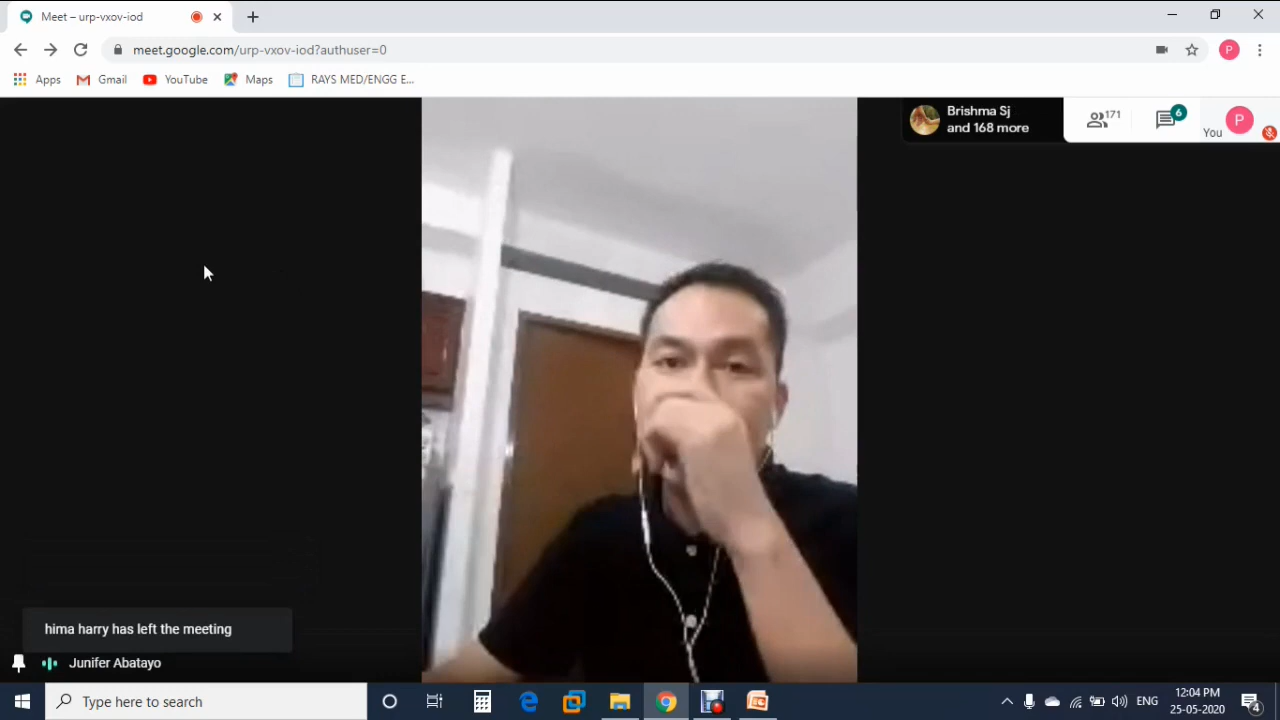 Meet – urp-vxov-iod
meet.google.com/urp-vxov-iod?authuser=0
P
Apps
Gmail
YouTube
Maps
RAYS MED/ENGG E...
Brishma Sj
and 168 more
171
6
You
P
hima harry has left the meeting
Junifer Abatayo
Type here to search
ENG
12:04 PM
25-05-2020
4